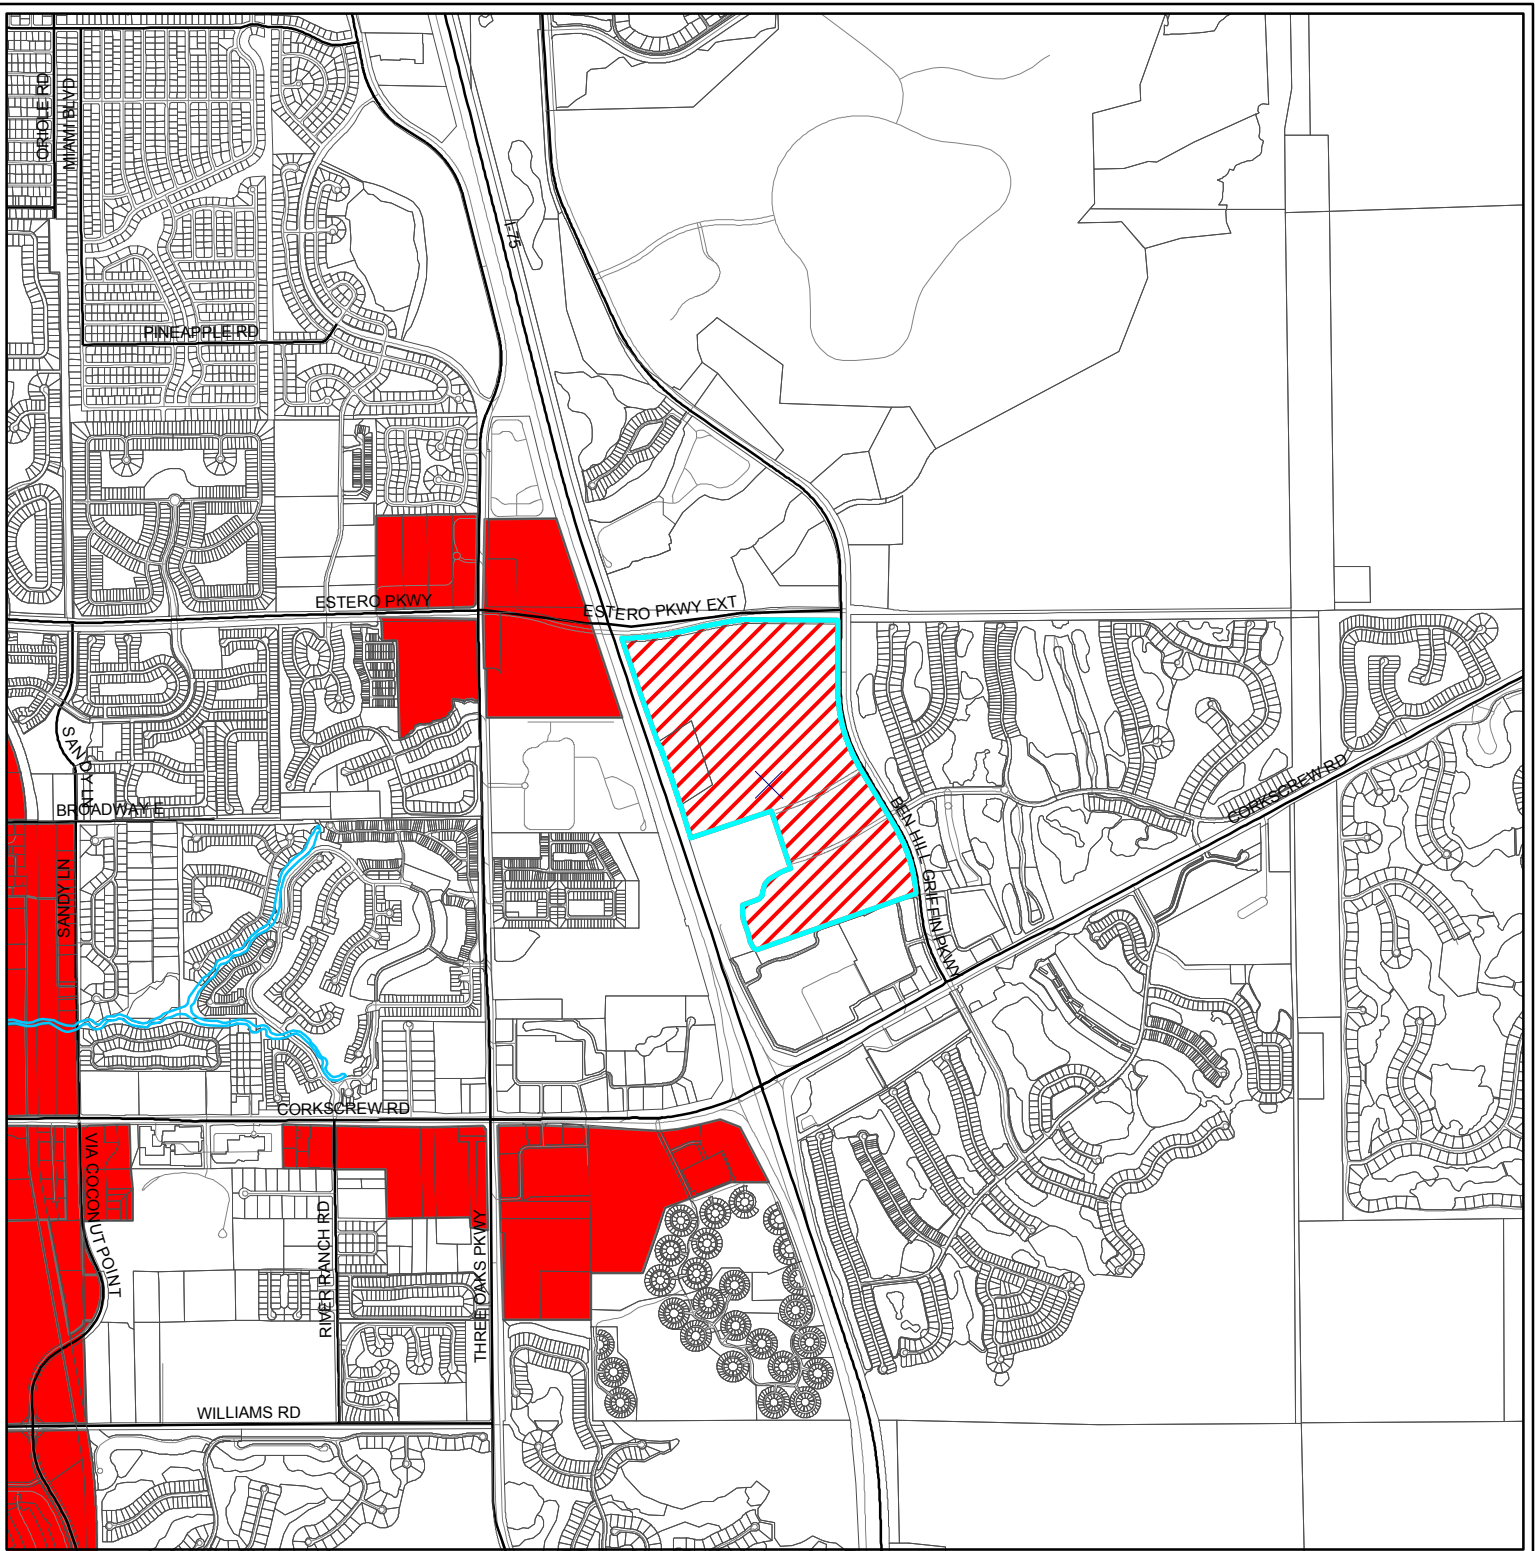 ORIOLE RD
MIAMI BLVD
I-75
PINEAPPLE RD
ESTERO PKWY
ESTERO PKWY EXT
SANDY LN
BROADWAY E
BEN HILL GRIFFIN PKWY
CORKSCREW RD
SANDY LN
CORKSCREW RD
VIA COCONUT POINT
RIVER RANCH RD
THREE OAKS PKWY
WILLIAMS RD